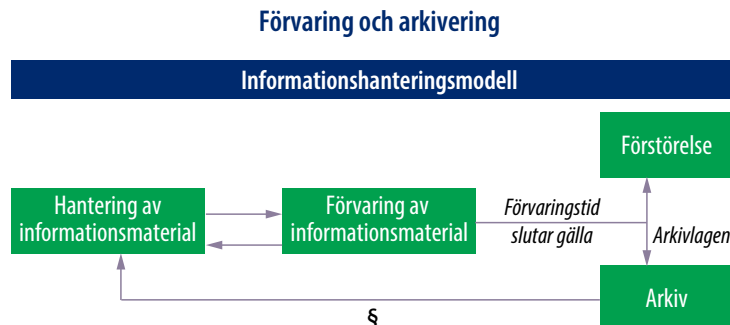 Förvaring och arkivering
Informationshanteringsmodell
Förstörelse
Hantering av
informationsmaterial
Förvaring av
informationsmaterial
Förvaringstid
slutar gälla
Arkivlagen
Arkiv
§